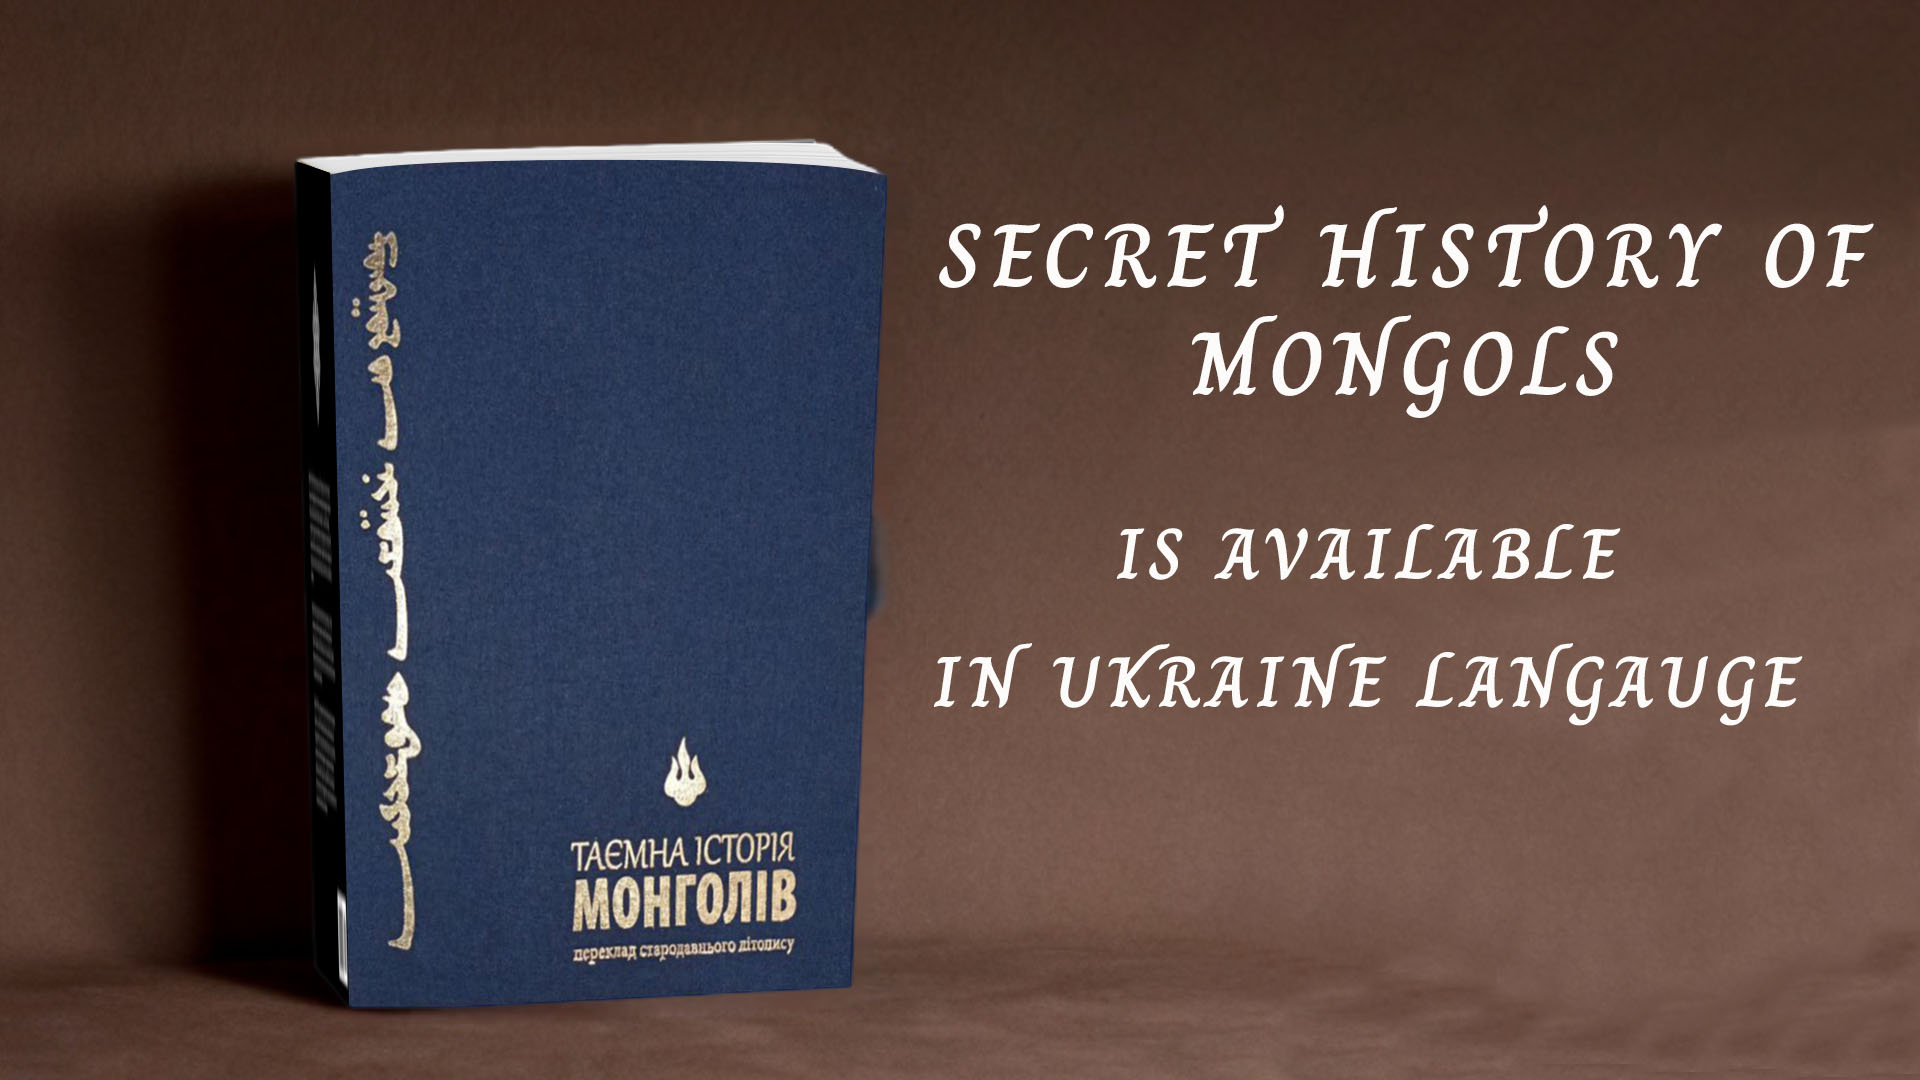 SECRET HISTORY OF
MONGOLS
IS AVAILABLE
IN UKRAINE LANGAUGE
ТАЄМНА ІСТОРІЯ
МОНГОЛІВ
переклад стародавнього літопису